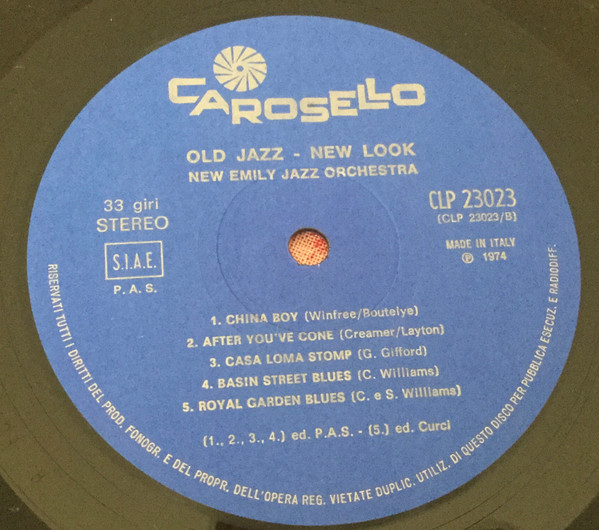 CAROSELLO
OLD JAZZ - NEW LOOK
NEW EMILY JAZZ ORCHESTRA
33 giri
STEREO
S.I.A.E.
P. A. S.
CLP 23023
(CLP 23023/B)
MADE IN ITALY
℗ 1974
1. CHINA BOY (Winfree/Boutelye)
2. AFTER YOU'VE CONE (Creamer/Layton)
3. CASA LOMA STOMP (G. Gifford)
4. BASIN STREET BLUES (C. Williams)
5. ROYAL GARDEN BLUES (C. e S. Williams)
(1., 2., 3., 4.) ed. P.A.S. - (5.) ed. Curci
RISERVATI TUTTI I DIRITTI DEL PROD. FONOGR. E DEL PROPR. DELL'OPERA REG. VIETATE DUPLIC. UTILIZ. DI QUESTO DISCO PER PUBBLICA ESECUZ. E RADIODIFF.